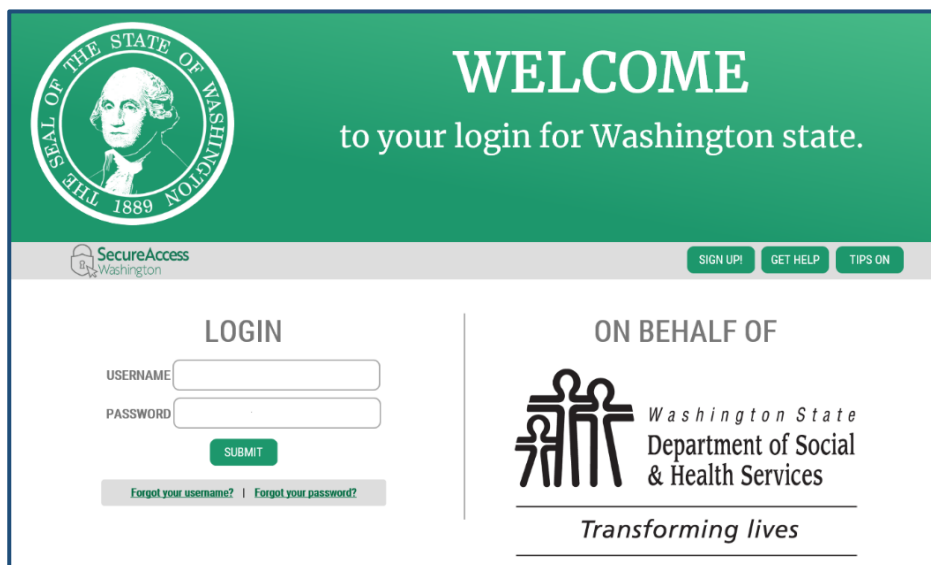 THE SEAL OF THE STATE OF WASHINGTON
1889
WELCOME
to your login for Washington state.
SecureAccess
Washington
SIGN UP! GET HELP TIPS ON
LOGIN
USERNAME
PASSWORD
SUBMIT
Forgot your username? | Forgot your password?
ON BEHALF OF
Washington State
Department of Social
& Health Services
Transforming lives